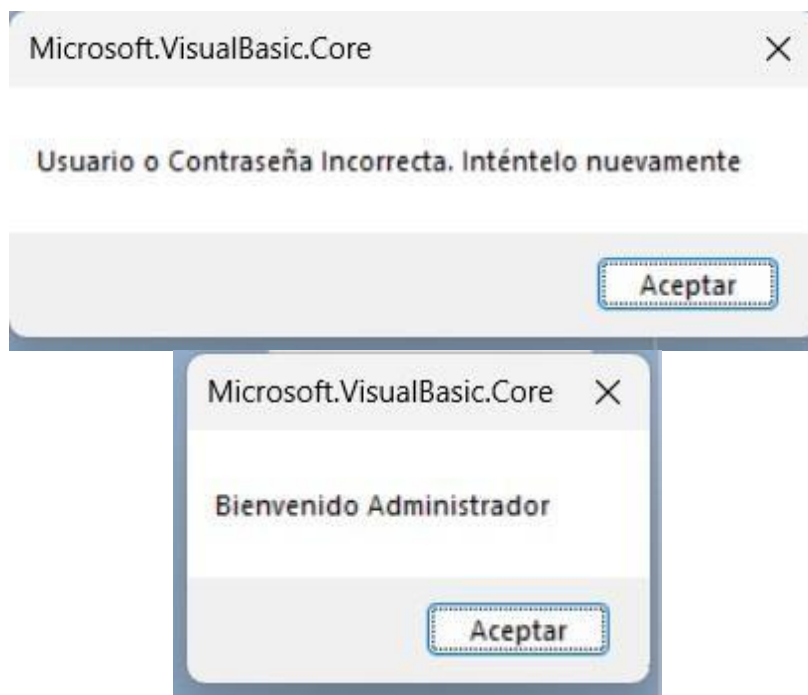 Microsoft.VisualBasic.Core
Usuario o Contraseña Incorrecta. Inténtelo nuevamente
Aceptar
Microsoft.VisualBasic.Core
Bienvenido Administrador
Aceptar